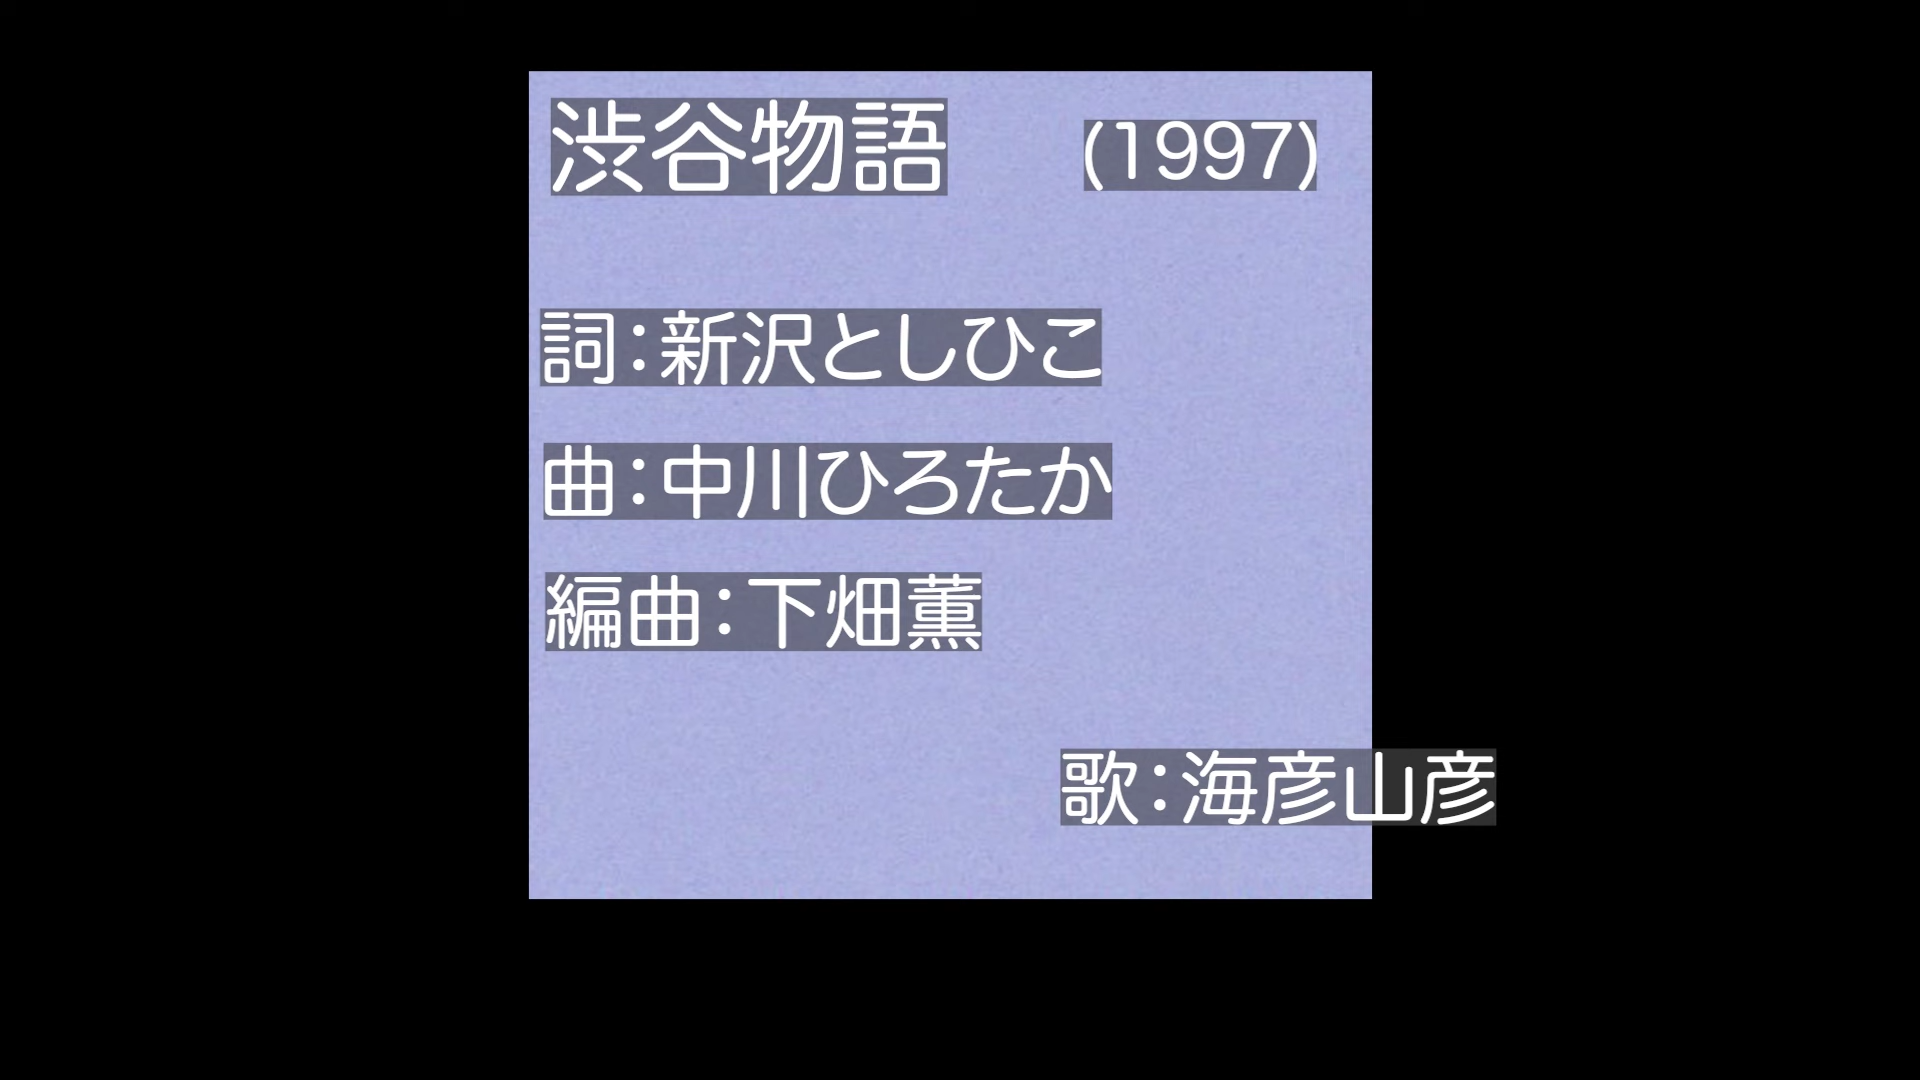 渋谷物語 (1997)
詞：新沢としひこ
曲：中川ひろたか
編曲：下畑薫
歌：海彦山彦